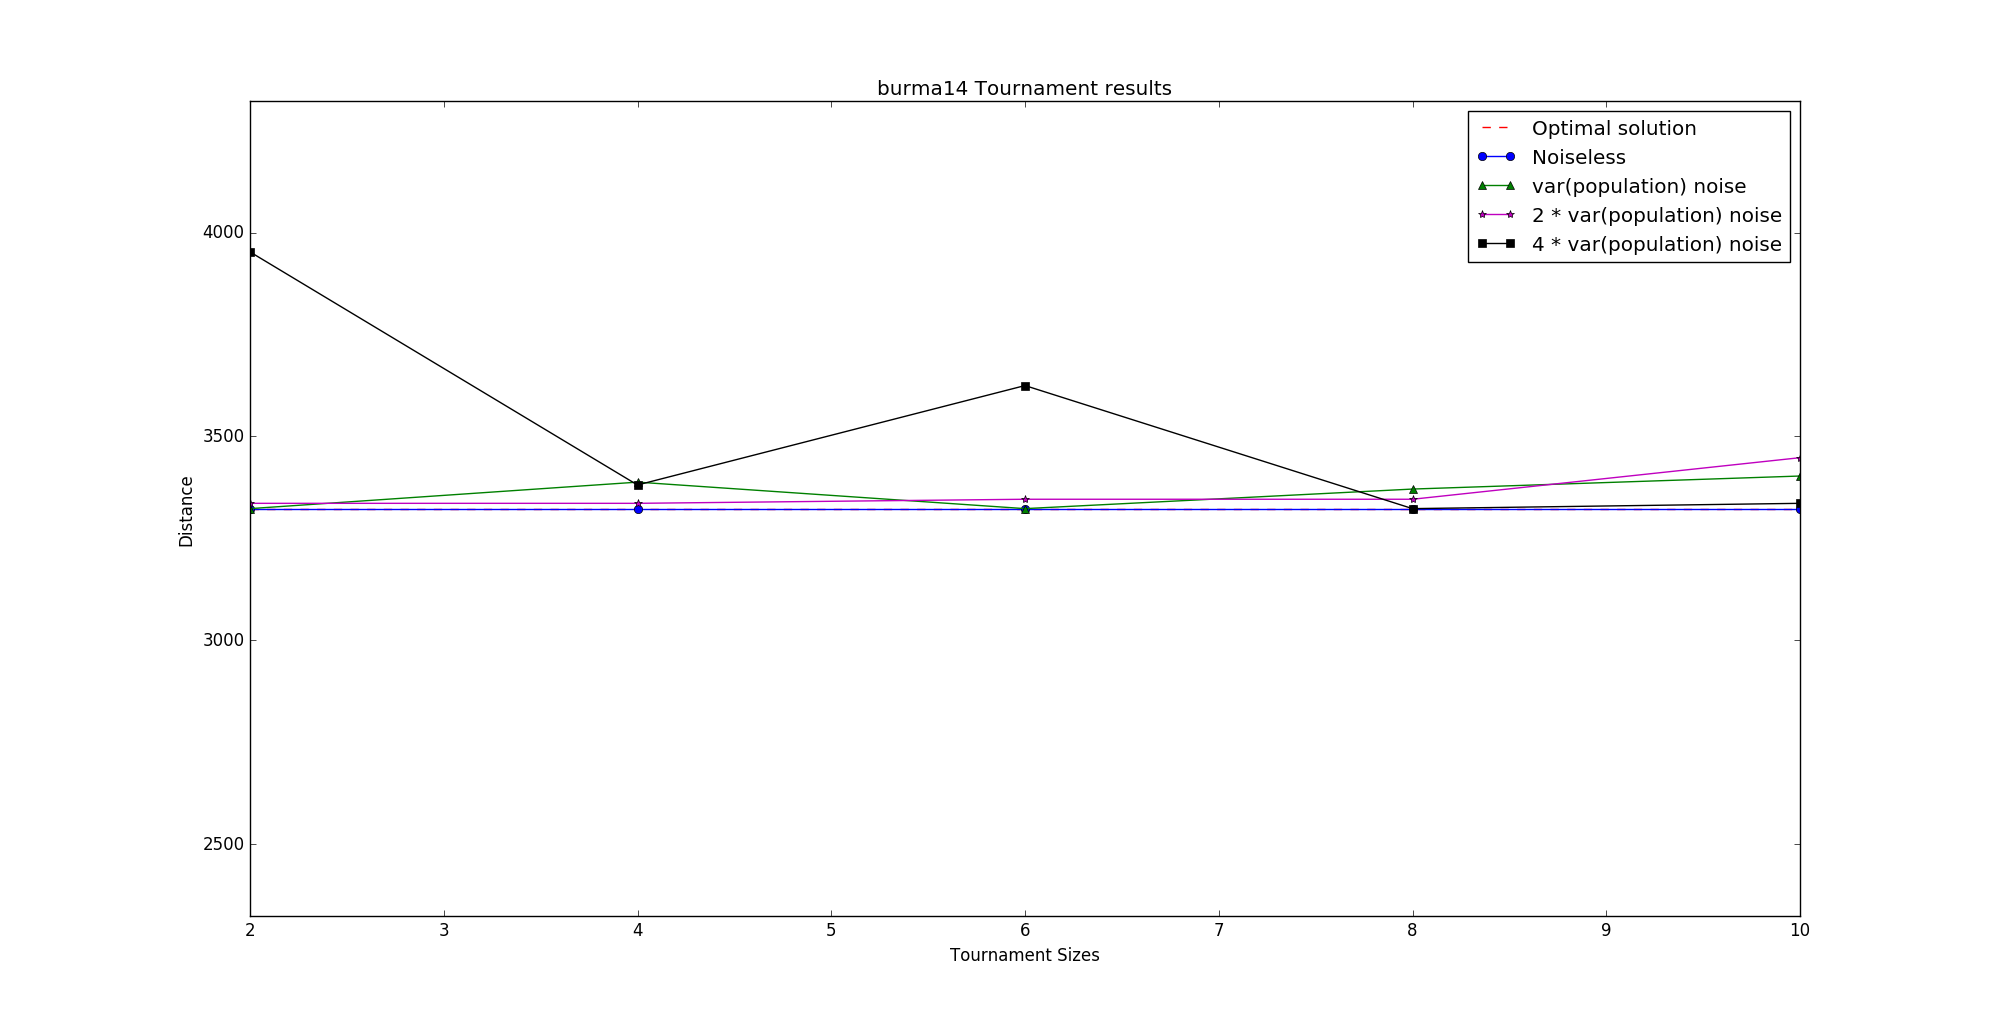 burma14 Tournament results
Optimal solution
Noiseless
var(population) noise
2 * var(population) noise
4 * var(population) noise
4000
3500
3000
2500
Distance
2 3 4 5 6 7 8 9 10
Tournament Sizes